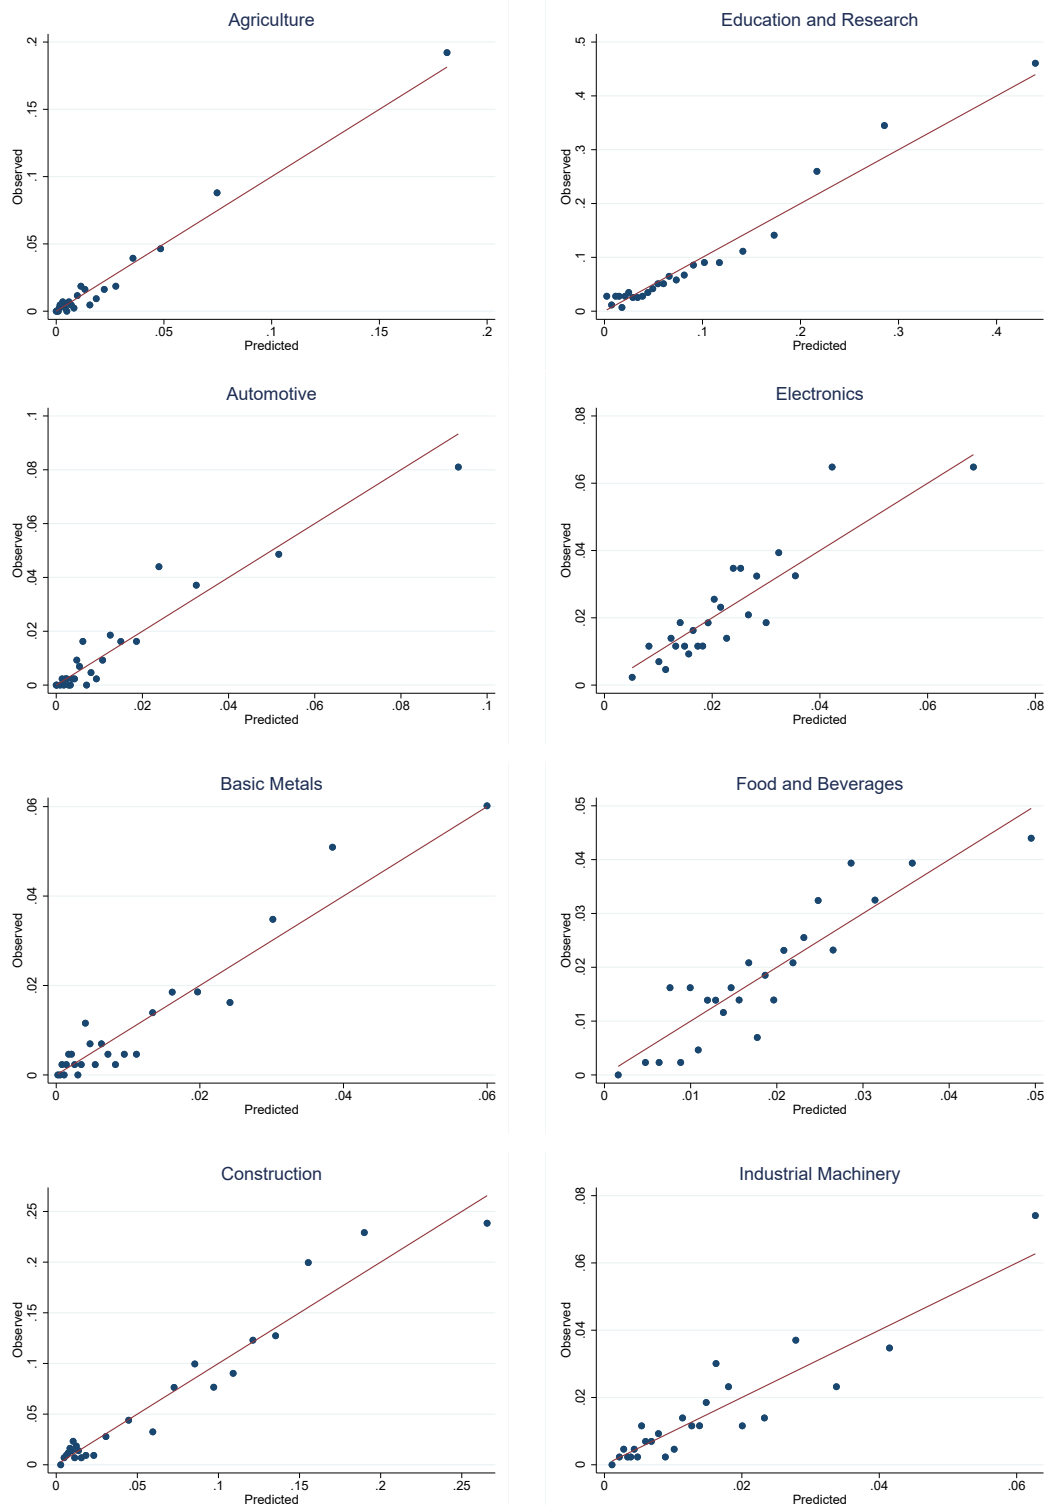 Agriculture
Observed
0 .05 .1 .15 .2
0 .05 .1 .15 .2
Predicted
Education and Research
Observed
0 .1 .2 .3 .4 .5
0 .1 .2 .3 .4
Predicted
Automotive
Observed
0 .02 .04 .06 .08 .1
0 .02 .04 .06 .08 .1
Predicted
Electronics
Observed
0 .02 .04 .06 .08
0 .02 .04 .06 .08
Predicted
Basic Metals
Observed
0 .02 .04 .06
0 .02 .04 .06
Predicted
Food and Beverages
Observed
0 .01 .02 .03 .04 .05
0 .01 .02 .03 .04 .05
Predicted
Construction
Observed
0 .05 .1 .15 .2 .25
0 .05 .1 .15 .2 .25
Predicted
Industrial Machinery
Observed
0 .02 .04 .06 .08
0 .02 .04 .06
Predicted